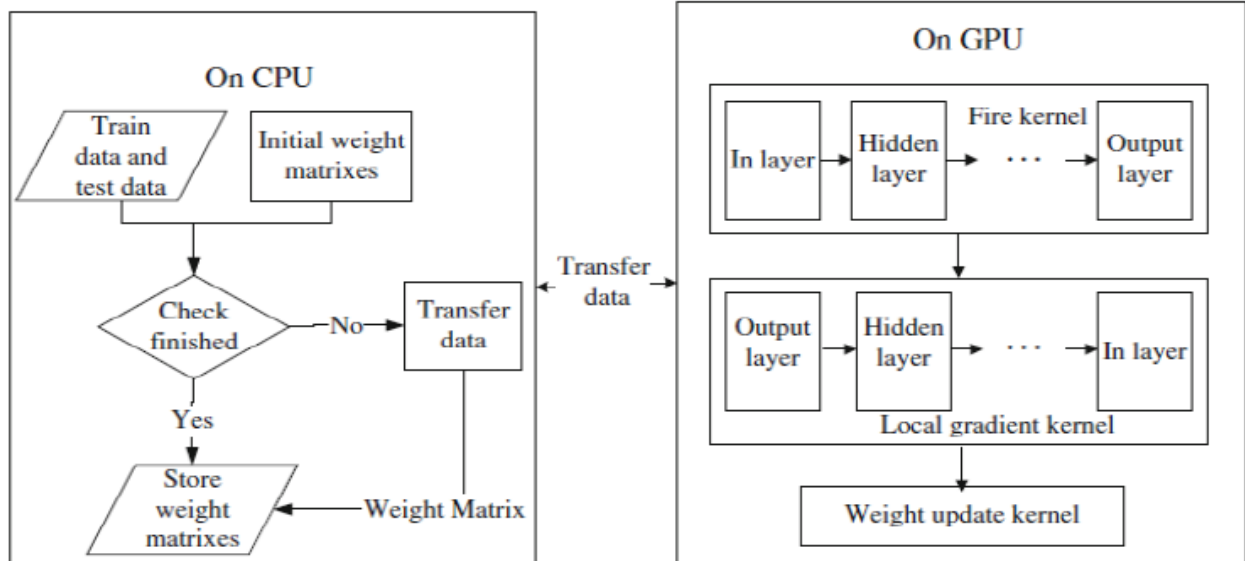 On CPU
Train
data and
test data
Initial weight
matrixes
Check
finished
No
Transfer
data
Yes
Store
weight
matrixes
Weight Matrix
Transfer
data
On GPU
Fire kernel
In layer
Hidden
layer
. . .
Output
layer
Output
layer
Hidden
layer
. . .
In layer
Local gradient kernel
Weight update kernel